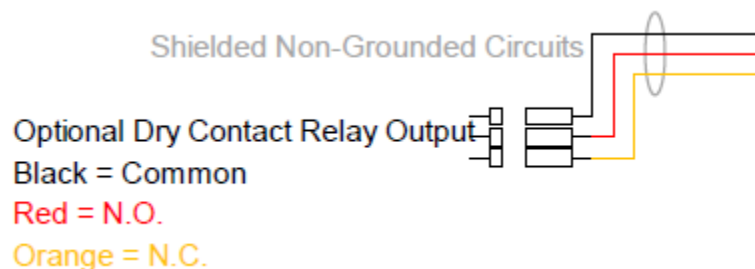 Shielded Non-Grounded Circuits
Optional Dry Contact Relay Output
Black = Common
Red = N.O.
Orange = N.C.